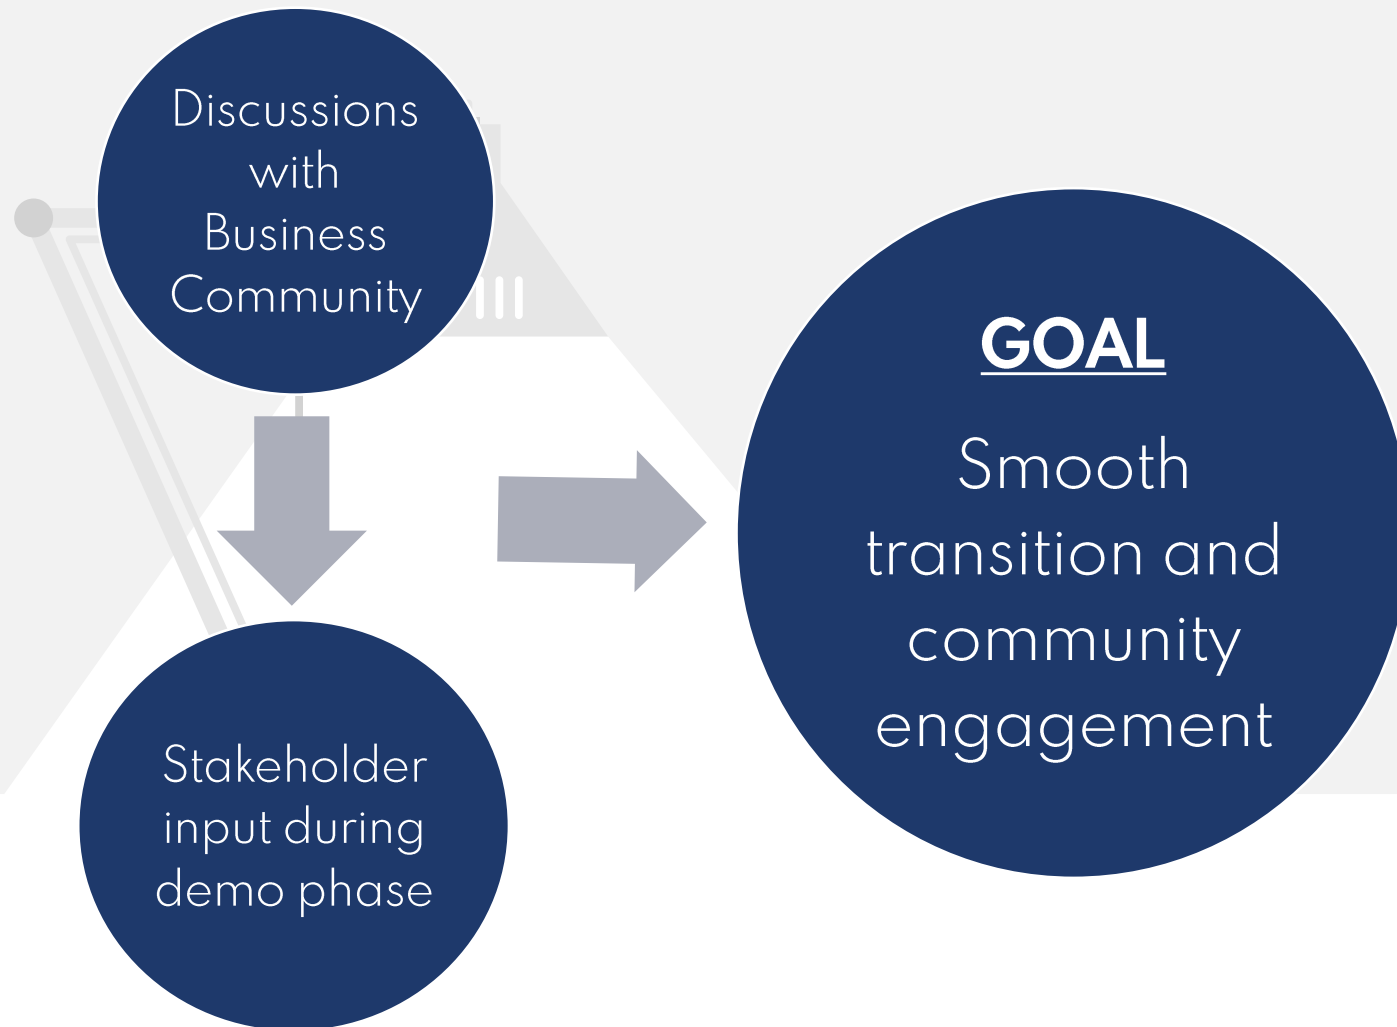 Discussions
with
Business
Community
Stakeholder
input during
demo phase
GOAL
Smooth
transition and
community
engagement